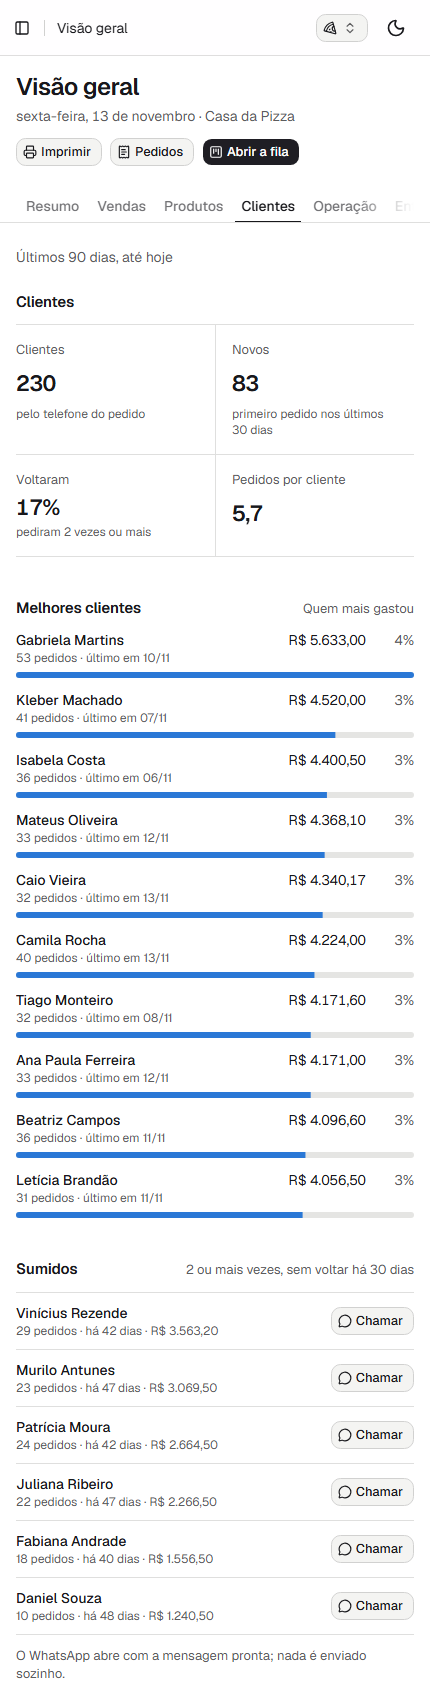 Visão geral
Visão geral
sexta-feira, 13 de novembro · Casa da Pizza
Imprimir
Pedidos
Abrir a fila
Resumo Vendas Produtos Clientes Operação En
Últimos 90 dias, até hoje
Clientes
Clientes
230
pelo telefone do pedido
Novos
83
primeiro pedido nos últimos
30 dias
Voltaram
17%
pediram 2 vezes ou mais
Pedidos por cliente
5,7
Melhores clientes Quem mais gastou
Gabriela Martins R$ 5.633,00 4%
53 pedidos · último em 10/11
Kleber Machado R$ 4.520,00 3%
41 pedidos · último em 07/11
Isabela Costa R$ 4.400,50 3%
36 pedidos · último em 06/11
Mateus Oliveira R$ 4.368,10 3%
33 pedidos · último em 12/11
Caio Vieira R$ 4.340,17 3%
32 pedidos · último em 13/11
Camila Rocha R$ 4.224,00 3%
40 pedidos · último em 13/11
Tiago Monteiro R$ 4.171,60 3%
32 pedidos · último em 08/11
Ana Paula Ferreira R$ 4.171,00 3%
33 pedidos · último em 12/11
Beatriz Campos R$ 4.096,60 3%
36 pedidos · último em 11/11
Letícia Brandão R$ 4.056,50 3%
31 pedidos · último em 11/11
Sumidos 2 ou mais vezes, sem voltar há 30 dias
Vinícius Rezende
29 pedidos · há 42 dias · R$ 3.563,20
Chamar
Murilo Antunes
23 pedidos · há 47 dias · R$ 3.069,50
Chamar
Patrícia Moura
24 pedidos · há 42 dias · R$ 2.664,50
Chamar
Juliana Ribeiro
22 pedidos · há 47 dias · R$ 2.266,50
Chamar
Fabiana Andrade
18 pedidos · há 40 dias · R$ 1.556,50
Chamar
Daniel Souza
10 pedidos · há 48 dias · R$ 1.240,50
Chamar
O WhatsApp abre com a mensagem pronta; nada é enviado
sozinho.